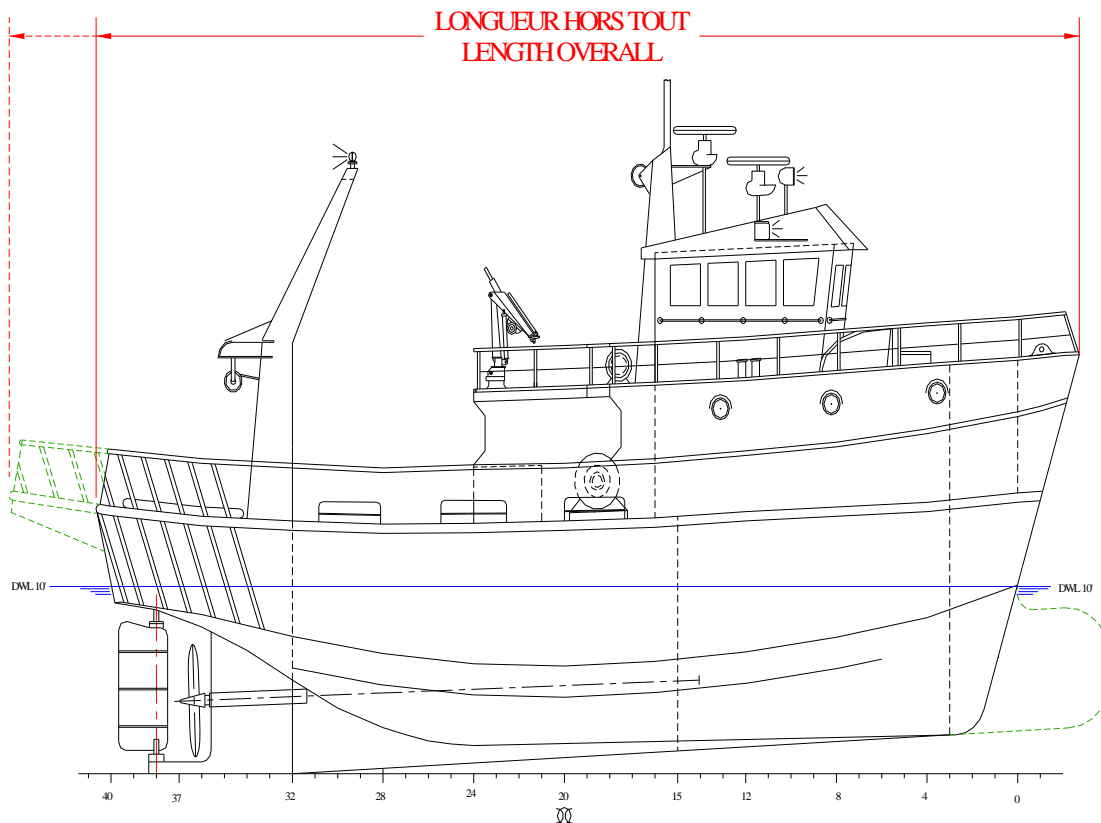 LONGUEUR HORS TOUT
LENGTH OVERALL
DWL 10'
DWL 10'
40 37 32 28 24 20 15 12 8 4 0